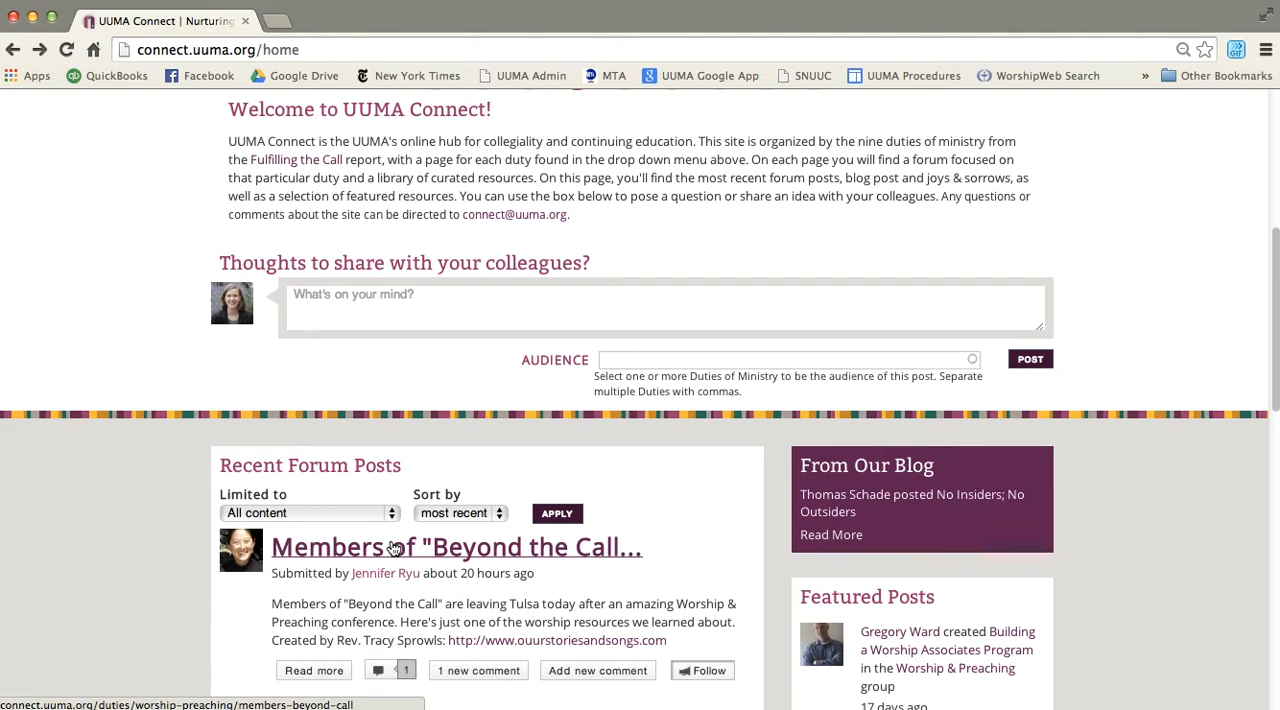 UUMA Connect | Nurturing
connect.uuma.org/home
Apps QuickBooks Facebook Google Drive New York Times UUMA Admin MTA UUMA Google App SNUUC UUMA Procedures WorshipWeb Search » Other Bookmarks
Welcome to UUMA Connect!
UUMA Connect is the UUMA's online hub for collegiality and continuing education. This site is organized by the nine duties of ministry from
the Fulfilling the Call report, with a page for each duty found in the drop down menu above. On each page you will find a forum focused on
that particular duty and a library of curated resources. On this page, you'll find the most recent forum posts, blog post and joys & sorrows, as
well as a selection of featured resources. You can use the box below to pose a question or share an idea with your colleagues. Any questions or
comments about the site can be directed to connect@uuma.org.
Thoughts to share with your colleagues?
What's on your mind?
AUDIENCE
POST
Select one or more Duties of Ministry to be the audience of this post. Separate
multiple Duties with commas.
Recent Forum Posts
Limited to Sort by
All content most recent APPLY
Members of "Beyond the Call...
Submitted by Jennifer Ryu about 20 hours ago
Members of "Beyond the Call" are leaving Tulsa today after an amazing Worship &
Preaching conference. Here's just one of the worship resources we learned about.
Created by Rev. Tracy Sprowls: http://www.ouurstoriesandsongs.com
Read more 1 1 new comment Add new comment Follow
From Our Blog
Thomas Schade posted No Insiders; No
Outsiders
Read More
Featured Posts
Gregory Ward created Building
a Worship Associates Program
in the Worship & Preaching
group
17 days ago
connect.uuma.org/duties/worship-preaching/members-beyond-call